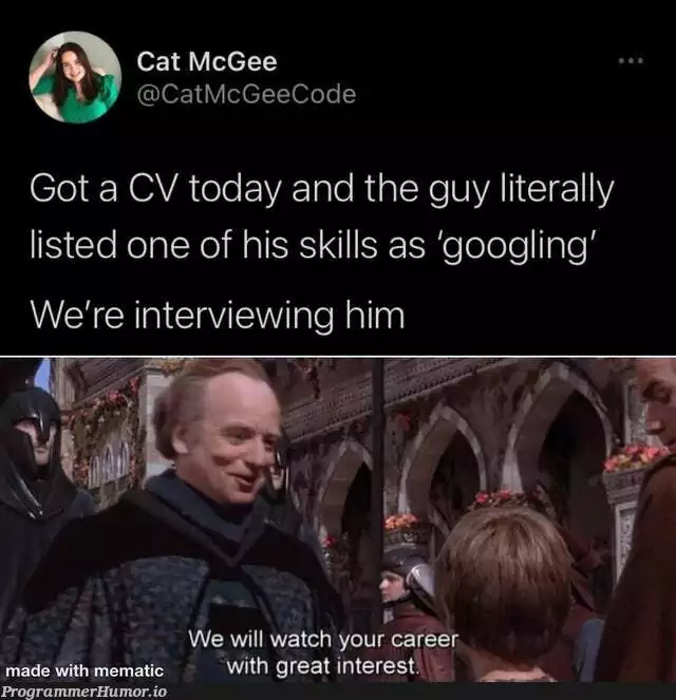 Cat McGee
@CatMcGeeCode
Got a CV today and the guy literally
listed one of his skills as 'googling'
We're interviewing him
We will watch your career
with great interest.
made with mematic
ProgrammerHumor.io